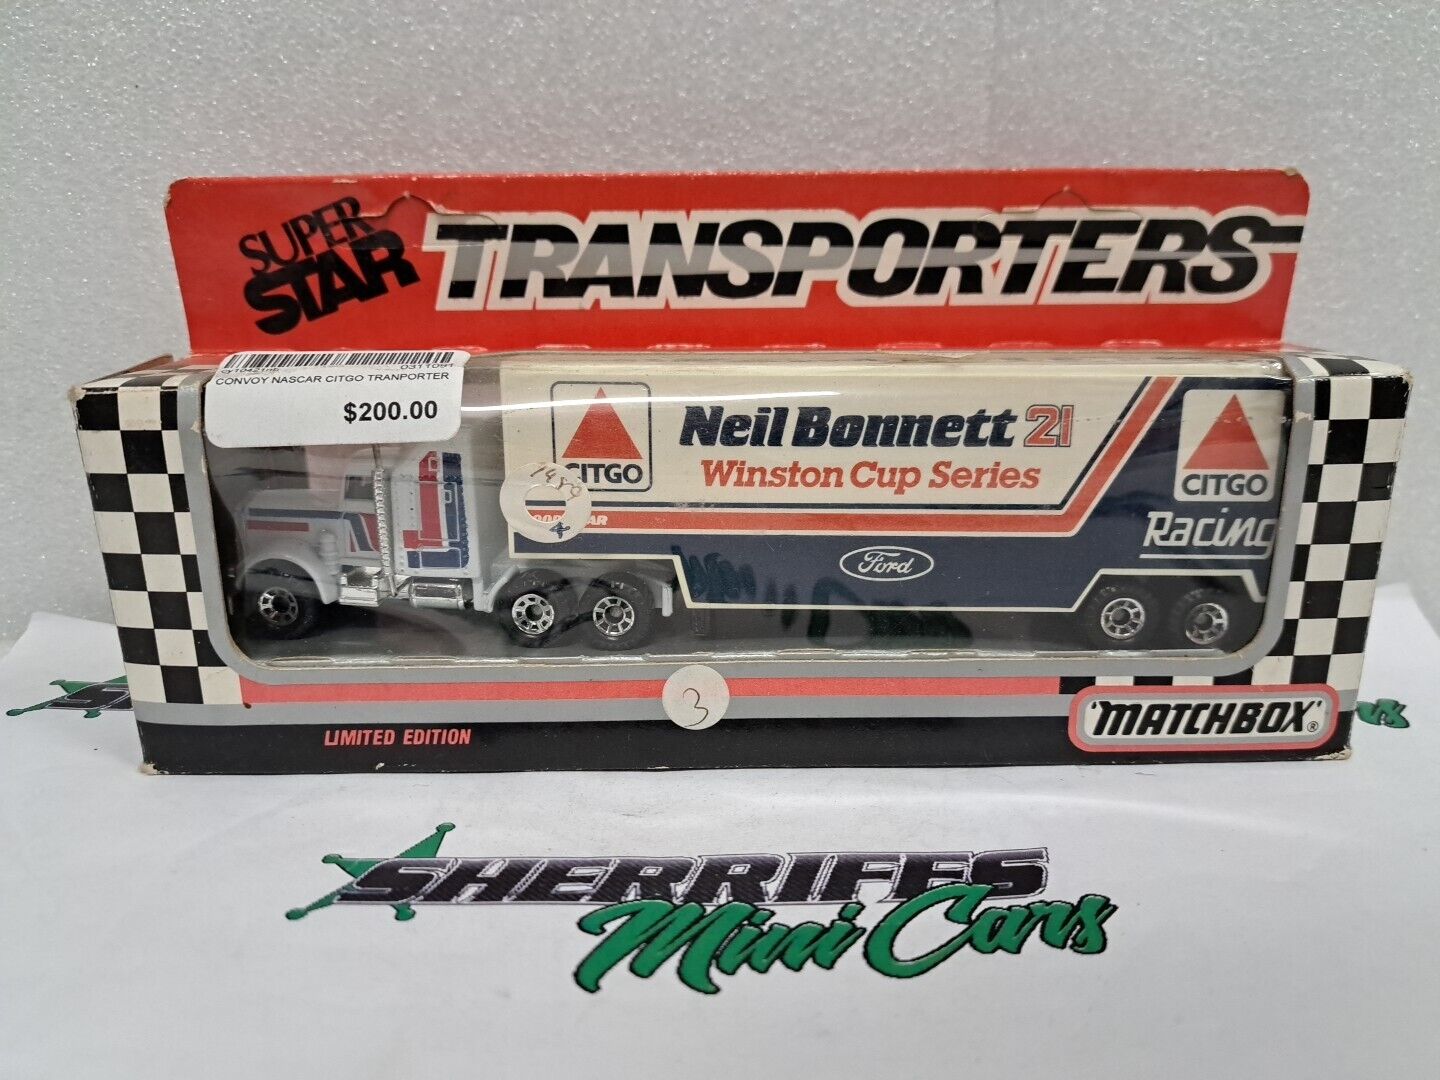 SUPER
STAR
TRANSPORTERS
0311091
CONVOY NASCAR CITGO TRANPORTER
$200.00
CITGO
Neil Bonnett 21
Winston Cup Series
CITGO
Racing
Ford
3
LIMITED EDITION
'MATCHBOX'®
SHERRIFFS
Mini Cars